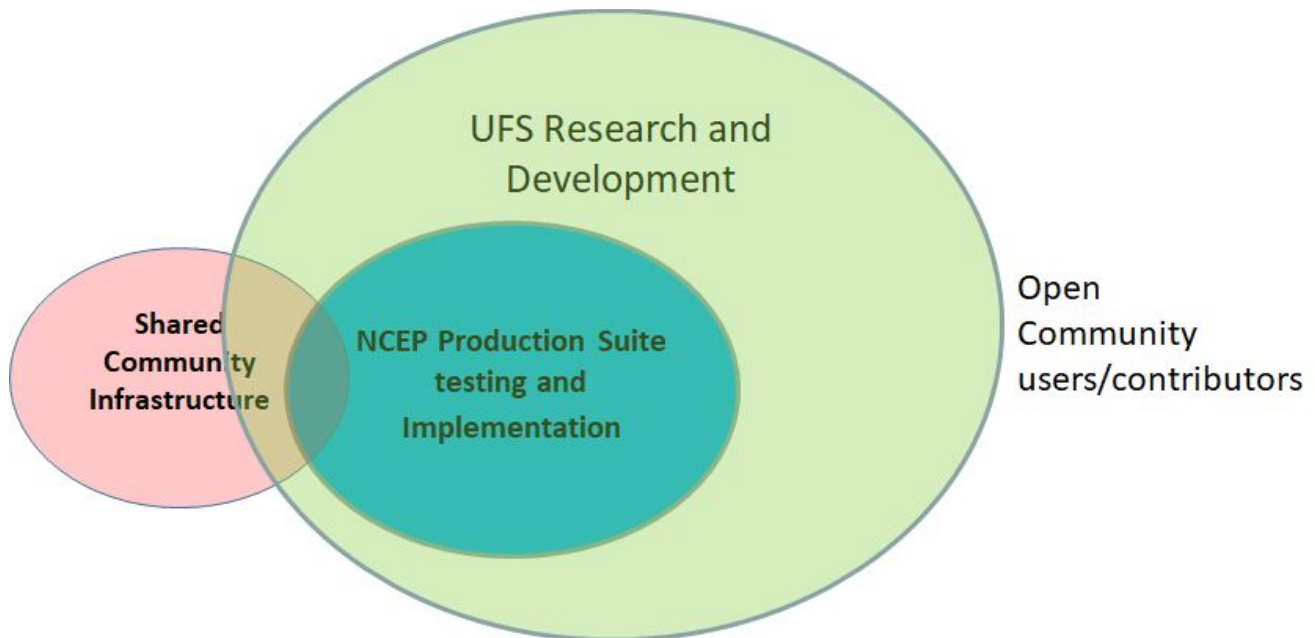 UFS Research and
Development
Shared
Community
Infrastructure
NCEP Production Suite
testing and
Implementation
Open
Community
users/contributors